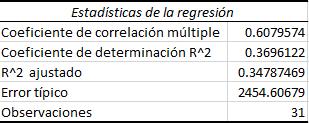 Estadísticas de la regresión
Coeficiente de correlación múltiple 0.6079574
Coeficiente de determinación R^2 0.3696122
R^2 ajustado 0.34787469
Error típico 2454.60679
Observaciones 31